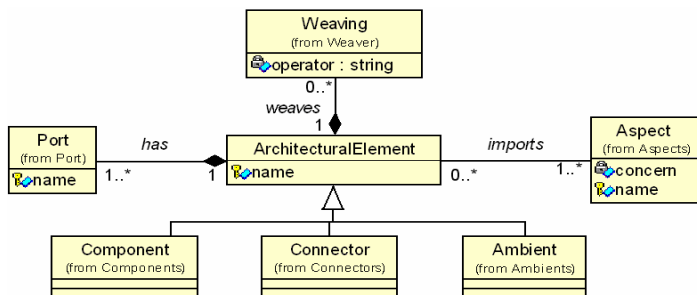 Weaving
(from Weaver)
operator : string
0..*
weaves
1
Port
(from Port)
name
has
1..*
1
ArchitecturalElement
name
imports
0..*
1..*
Aspect
(from Aspects)
concern
name
Component
(from Components)
Connector
(from Connectors)
Ambient
(from Ambients)